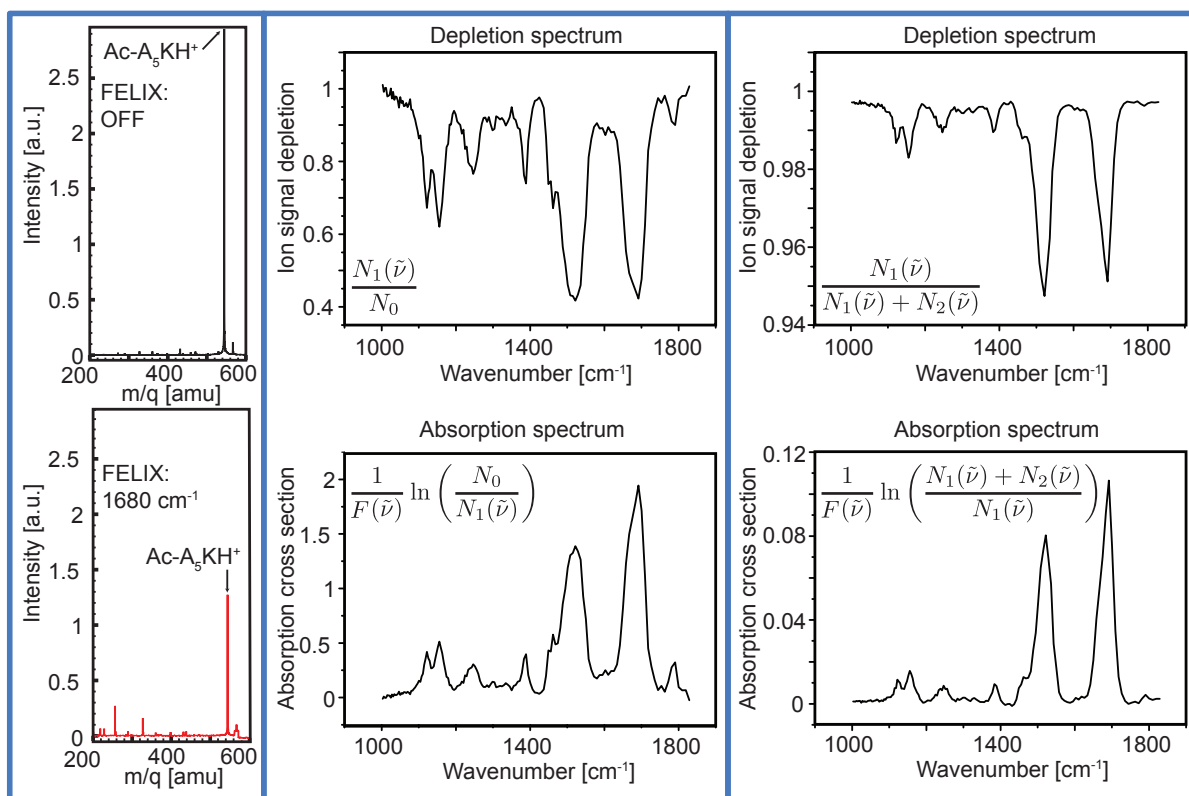 Ac-A₅KH⁺
FELIX:
OFF
Intensity [a.u.]
2.5
2
1.5
1
0.5
0
200 400 600
m/q [amu]
FELIX:
1680 cm⁻¹
Ac-A₅KH⁺
Intensity [a.u.]
2.5
2
1.5
1
0.5
0
200 400 600
m/q [amu]
Depletion spectrum
Ion signal depletion
1
0.8
0.6
0.4
N₁(ν̃)
N₀
1000 1400 1800
Wavenumber [cm⁻¹]
Absorption spectrum
Absorption cross section
2
1.5
1
0.5
0
1/F(ν̃) ln (N₀/N₁(ν̃))
1000 1400 1800
Wavenumber [cm⁻¹]
Depletion spectrum
Ion signal depletion
1
0.98
0.96
0.94
N₁(ν̃)
N₁(ν̃) + N₂(ν̃)
1000 1400 1800
Wavenumber [cm⁻¹]
Absorption spectrum
Absorption cross section
0.12
0.08
0.04
0
1/F(ν̃) ln (N₁(ν̃) + N₂(ν̃)/N₁(ν̃))
1000 1400 1800
Wavenumber [cm⁻¹]